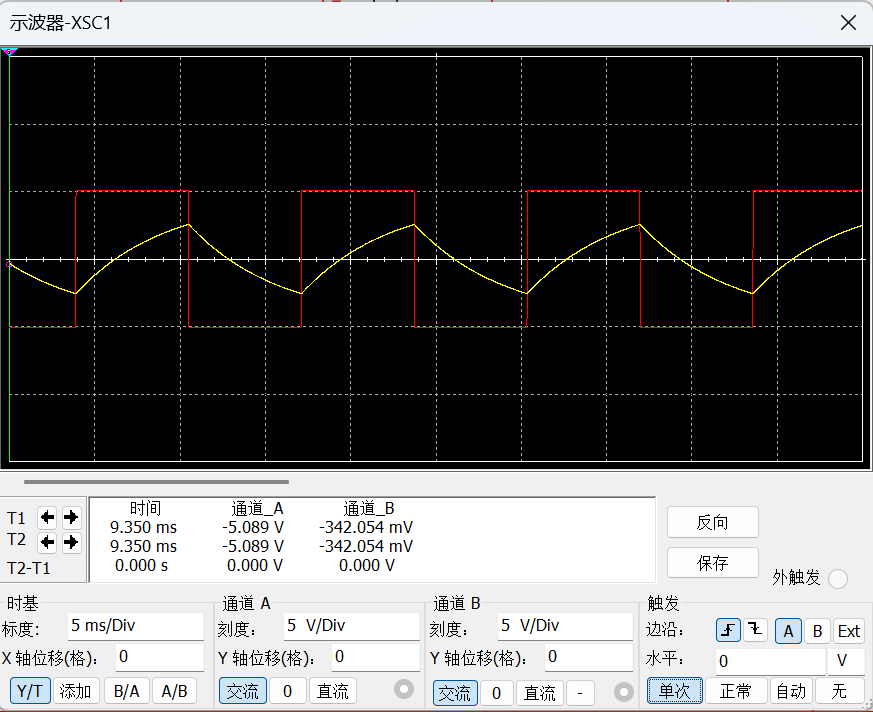 示波器-XSC1
时间 通道_A 通道_B
T1 9.350 ms -5.089 V -342.054 mV
T2 9.350 ms -5.089 V -342.054 mV
T2-T1 0.000 s 0.000 V 0.000 V
反向
保存
外触发
时基 通道 A 通道 B 触发
标度: 5 ms/Div 刻度: 5 V/Div 刻度: 5 V/Div 边沿: A B Ext
X 轴位移(格): 0 Y 轴位移(格): 0 Y 轴位移(格): 0 水平: 0 V
Y/T 添加 B/A A/B 交流 0 直流 交流 0 直流 - 单次 正常 自动 无